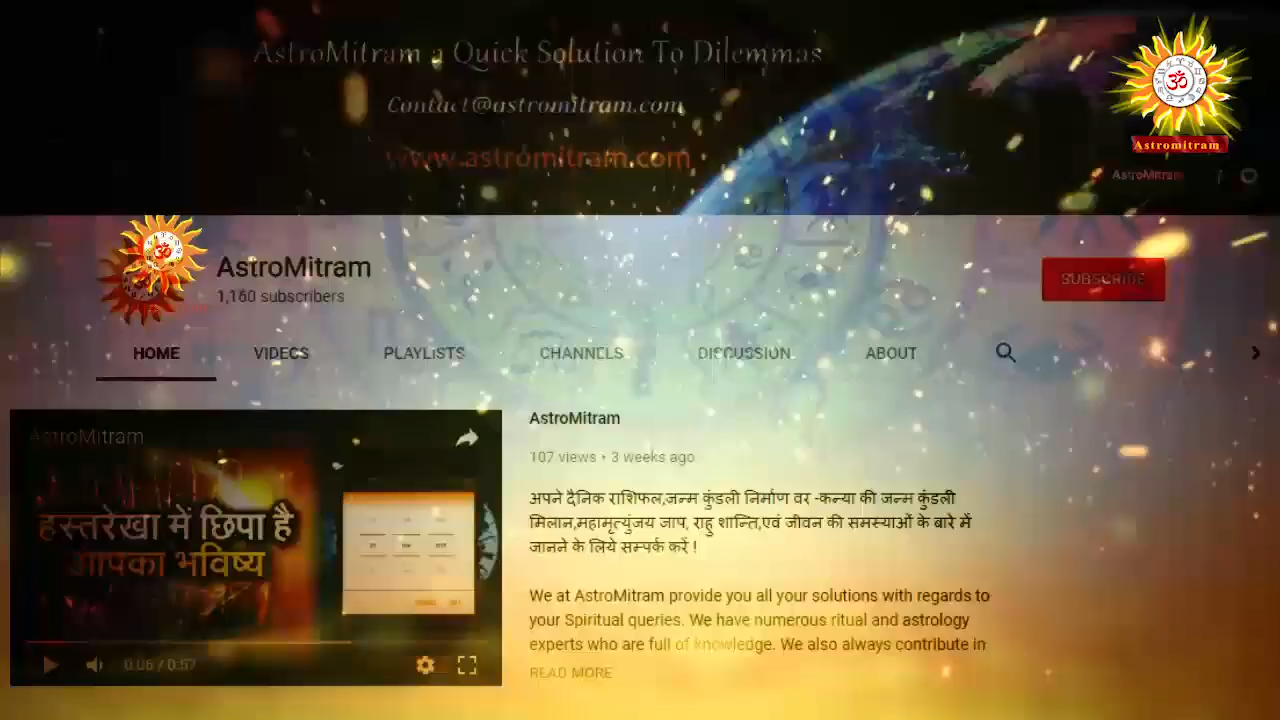 AstroMitram a Quick Solution To Dilemmas
Contact@astromitram.com
www.astromitram.com
Astromitram
AstroMitram
AstroMitram
1,160 subscribers
SUBSCRIBE
HOME VIDEOS PLAYLISTS CHANNELS DISCUSSION ABOUT
AstroMitram
हस्तरेखा में छिपा है
आपका भविष्य
0:06 / 0:57
AstroMitram
107 views • 3 weeks ago
अपने दैनिक राशिफल,जन्म कुंडली निर्माण वर -कन्या की जन्म कुंडली
मिलान,महामृत्युंजय जाप, राहु शान्ति,एवं जीवन की समस्याओं के बारे में
जानने के लिये सम्पर्क करें !
We at AstroMitram provide you all your solutions with regards to
your Spiritual queries. We have numerous ritual and astrology
experts who are full of knowledge. We also always contribute in
READ MORE